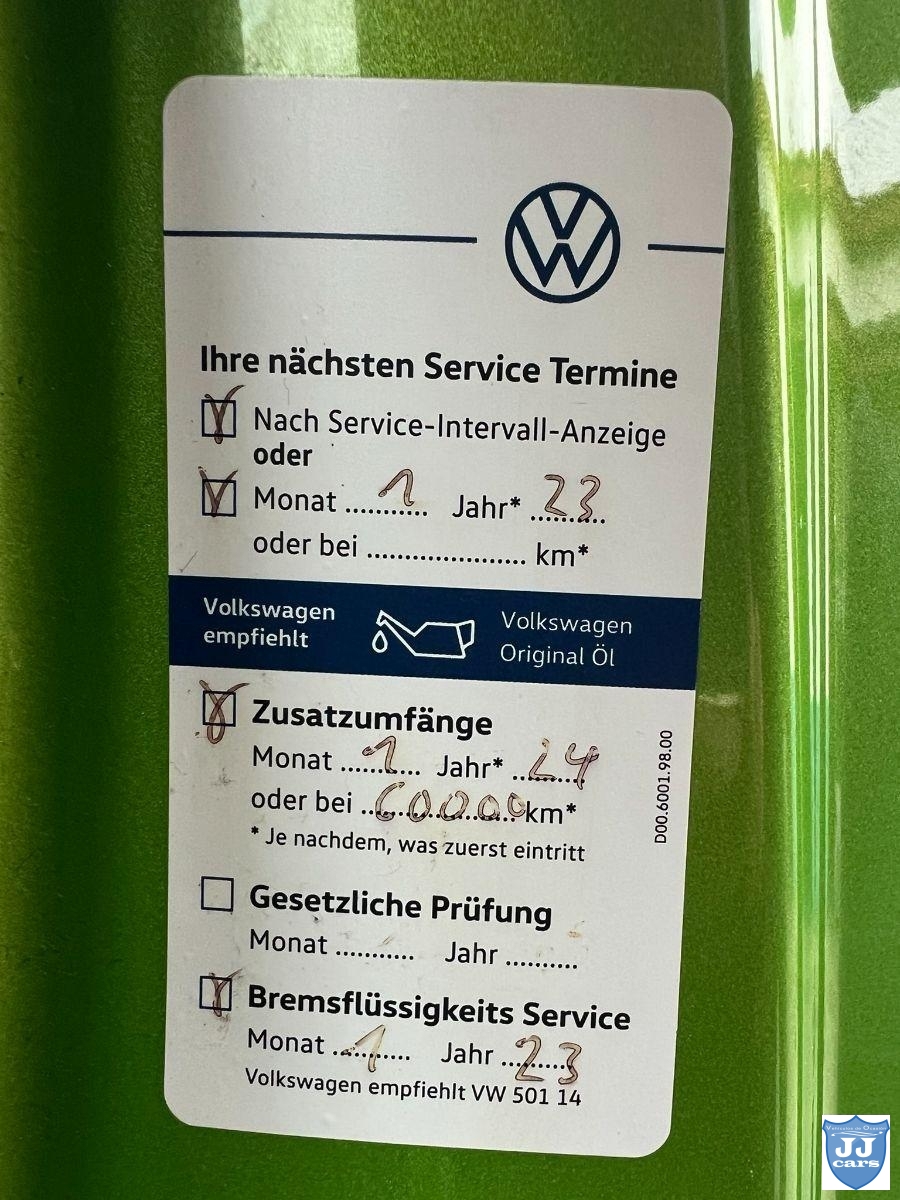 Ihre nächsten Service Termine
Nach Service-Intervall-Anzeige
oder
Monat ...1... Jahr* ...23...
oder bei ...................... km*
Volkswagen
empfiehlt
Volkswagen
Original Öl
Zusatzumfänge
Monat ...1... Jahr* ...24...
oder bei ...60000... km*
* Je nachdem, was zuerst eintritt
D00.6001.98.00
Gesetzliche Prüfung
Monat ........... Jahr ..........
Bremsflüssigkeits Service
Monat ...1... Jahr ...23...
Volkswagen empfiehlt VW 501 14
JJ
cars